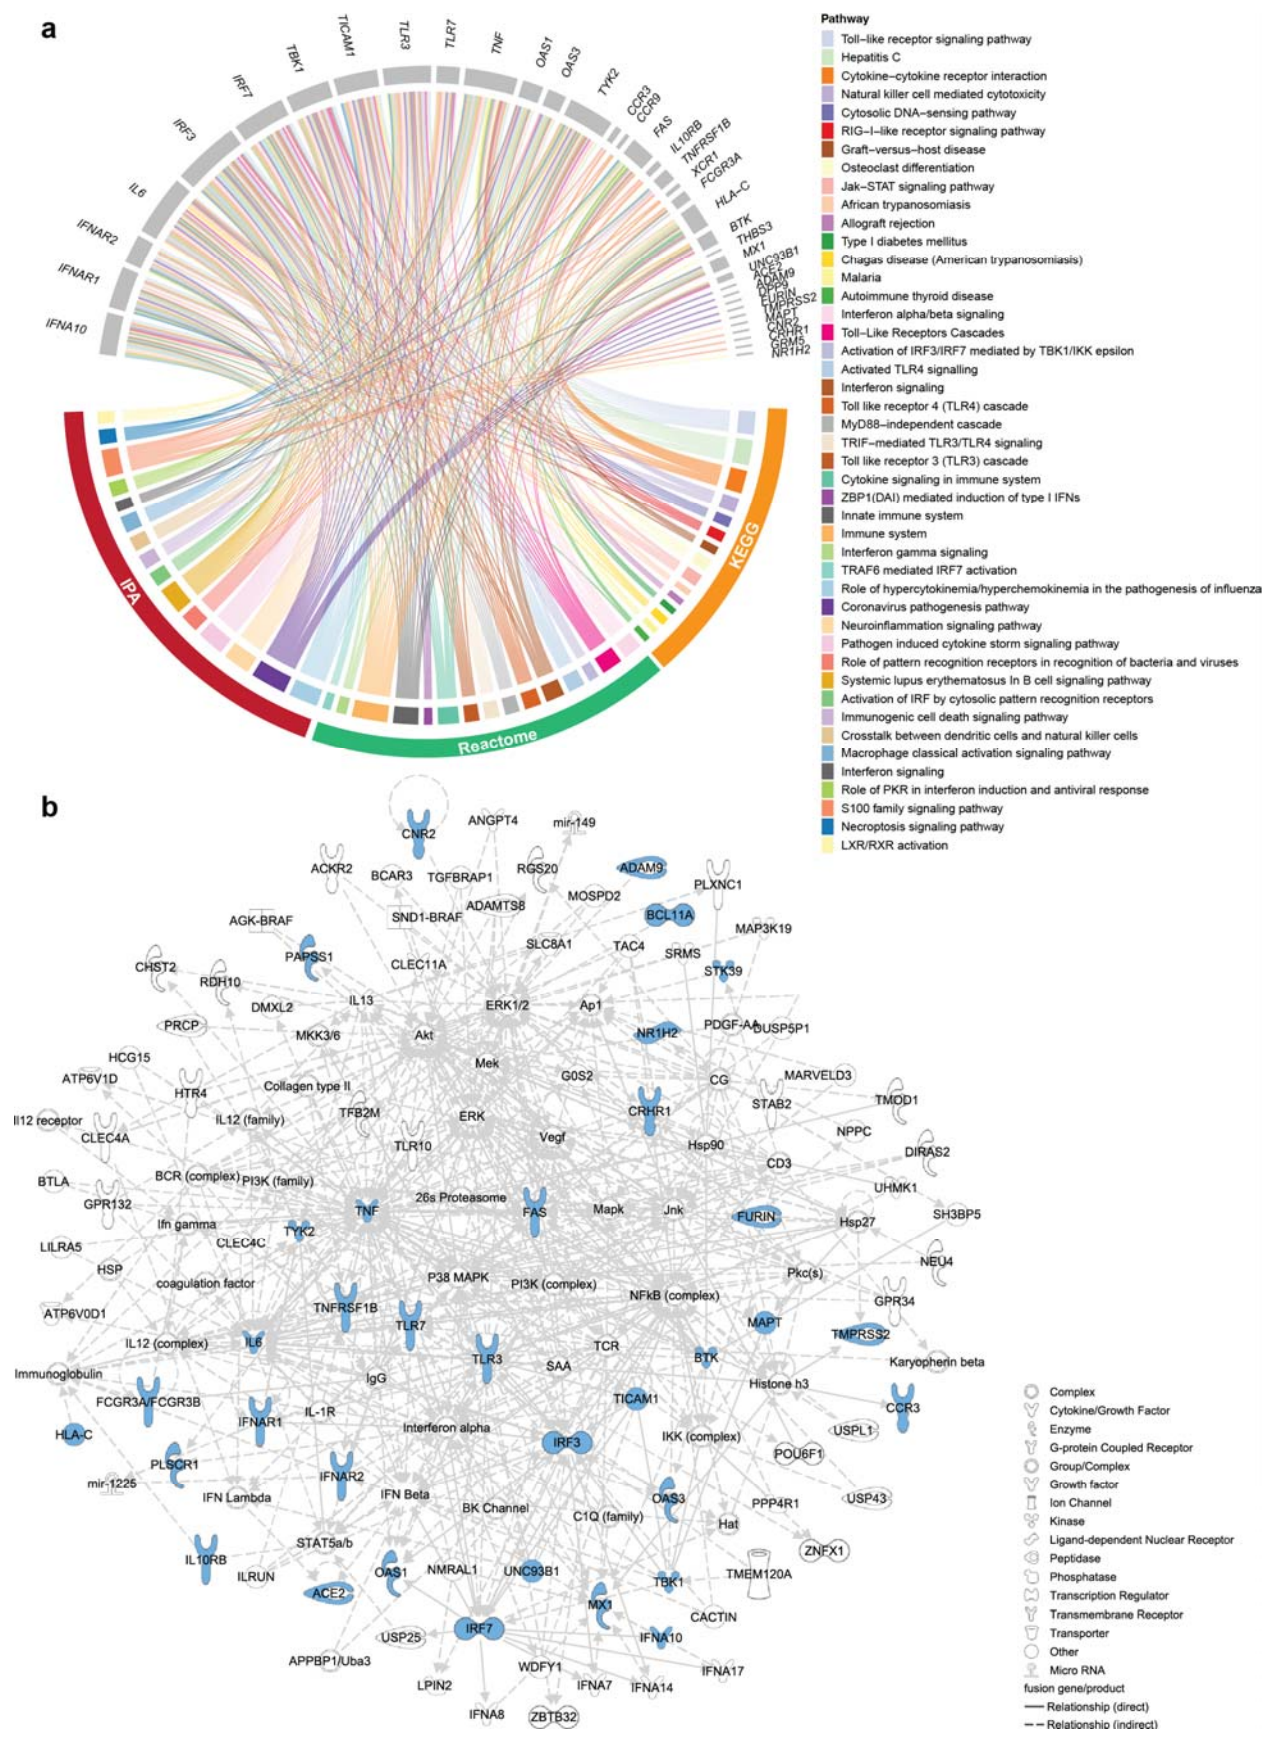 a
IFNA10
IFNAR1
IFNAR2
IL6
IRF3
IRF7
TBK1
TICAM1
TLR3
TLR7
TNF
OAS1
OAS3
TYK2
CCR3
CCR9
FAS
IL10RB
TNFRSF1B
XCR1
FCGR3A
HLA-C
BTK
THBS3
MX1
UNC93B1
ACE2
ADAM9
DPP9
FURIN
TMPRSS2
MAPT
CNR2
CRHR1
GRM5
NR1H2
IPA
Reactome
KEGG
Pathway
Toll-like receptor signaling pathway
Hepatitis C
Cytokine-cytokine receptor interaction
Natural killer cell mediated cytotoxicity
Cytosolic DNA-sensing pathway
RIG-I-like receptor signaling pathway
Graft-versus-host disease
Osteoclast differentiation
Jak-STAT signaling pathway
African trypanosomiasis
Allograft rejection
Type I diabetes mellitus
Chagas disease (American trypanosomiasis)
Malaria
Autoimmune thyroid disease
Interferon alpha/beta signaling
Toll-Like Receptors Cascades
Activation of IRF3/IRF7 mediated by TBK1/IKK epsilon
Activated TLR4 signalling
Interferon signaling
Toll like receptor 4 (TLR4) cascade
MyD88-independent cascade
TRIF-mediated TLR3/TLR4 signaling
Toll like receptor 3 (TLR3) cascade
Cytokine signaling in immune system
ZBP1(DAI) mediated induction of type I IFNs
Innate immune system
Immune system
Interferon gamma signaling
TRAF6 mediated IRF7 activation
Role of hypercytokinemia/hyperchemokinemia in the pathogenesis of influenza
Coronavirus pathogenesis pathway
Neuroinflammation signaling pathway
Pathogen induced cytokine storm signaling pathway
Role of pattern recognition receptors in recognition of bacteria and viruses
Systemic lupus erythematosus In B cell signaling pathway
Activation of IRF by cytosolic pattern recognition receptors
Immunogenic cell death signaling pathway
Crosstalk between dendritic cells and natural killer cells
Macrophage classical activation signaling pathway
Interferon signaling
Role of PKR in interferon induction and antiviral response
S100 family signaling pathway
Necroptosis signaling pathway
LXR/RXR activation
b
CNR2
ANGPT4
mir-149
ACKR2
BCAR3
TGFBRAP1
RGS20
ADAM9
MOSPD2
PLXNC1
AGK-BRAF
SND1-BRAF
ADAMTS8
BCL11A
MAP3K19
PAPSS1
SLC8A1
TAC4
SRMS
CHST2
RDH10
CLEC11A
STK39
DMXL2
IL13
ERK1/2
Ap1
PRCP
MKK3/6
Akt
NR1H2
PDGF-AA
DUSP5P1
HCG15
Mek
G0S2
CG
MARVELD3
ATP6V1D
HTR4
Collagen type II
STAB2
TMOD1
Il12 receptor
CLEC4A
IL12 (family)
TFB2M
ERK
CRHR1
TLR10
Vegf
Hsp90
NPPC
CD3
DIRAS2
BTLA
BCR (complex)
PI3K (family)
UHMK1
GPR132
26s Proteasome
TNF
FAS
Mapk
Jnk
FURIN
Hsp27
SH3BP5
Ifn gamma
TYK2
LILRA5
CLEC4C
HSP
coagulation factor
P38 MAPK
PI3K (complex)
Pkc(s)
NEU4
NFkB (complex)
GPR34
ATP6V0D1
TNFRSF1B
TLR7
MAPT
TMPRSS2
IL12 (complex)
IL6
TLR3
TCR
SAA
BTK
Karyopherin beta
Immunoglobulin
IgG
Histone h3
FCGR3A/FCGR3B
IL-1R
TICAM1
CCR3
HLA-C
IFNAR1
Interferon alpha
IRF3
IKK (complex)
USPL1
PLSCR1
POU6F1
mir-1225
IFNAR2
IFN Lambda
IFN Beta
BK Channel
OAS3
PPP4R1
USP43
C1Q (family)
Hat
STAT5a/b
IL10RB
ZNFX1
ILRUN
OAS1
NMRAL1
UNC93B1
TBK1
TMEM120A
ACE2
MX1
CACTIN
IRF7
USP25
IFNA10
APPBP1/Uba3
WDFY1
IFNA17
LPIN2
IFNA7
IFNA14
IFNA8
ZBTB32
Complex
Cytokine/Growth Factor
Enzyme
G-protein Coupled Receptor
Group/Complex
Growth factor
Ion Channel
Kinase
Ligand-dependent Nuclear Receptor
Peptidase
Phosphatase
Transcription Regulator
Transmembrane Receptor
Transporter
Other
Micro RNA
fusion gene/product
Relationship (direct)
Relationship (indirect)